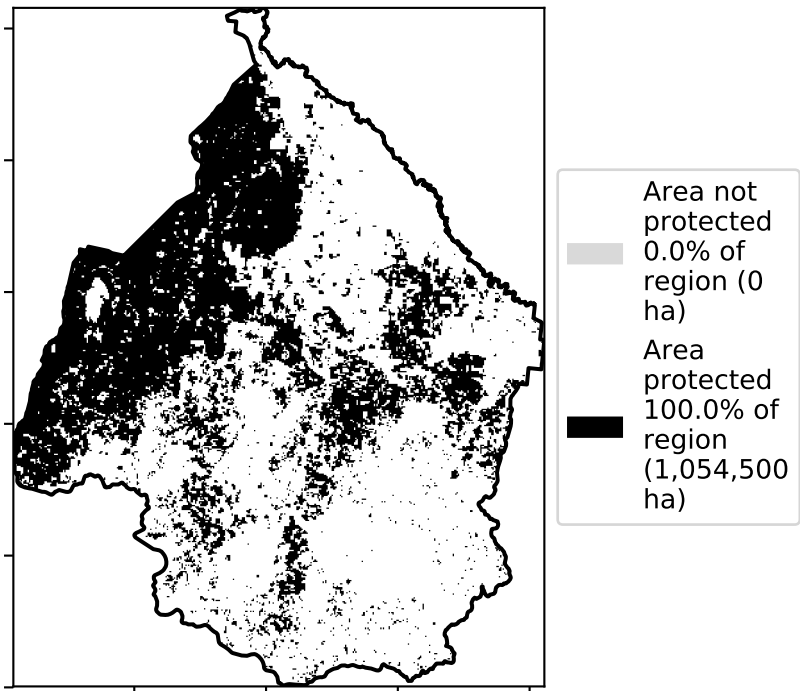 Area not
protected
0.0% of
region (0
ha)
Area
protected
100.0% of
region
(1,054,500
ha)